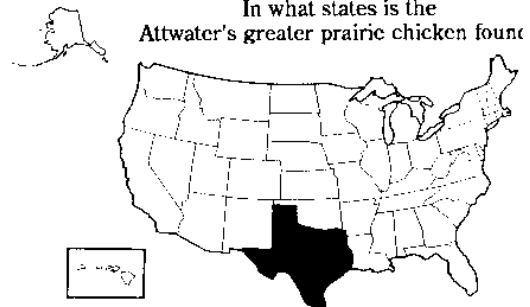 In what states is the
Attwater's greater prairie chicken found